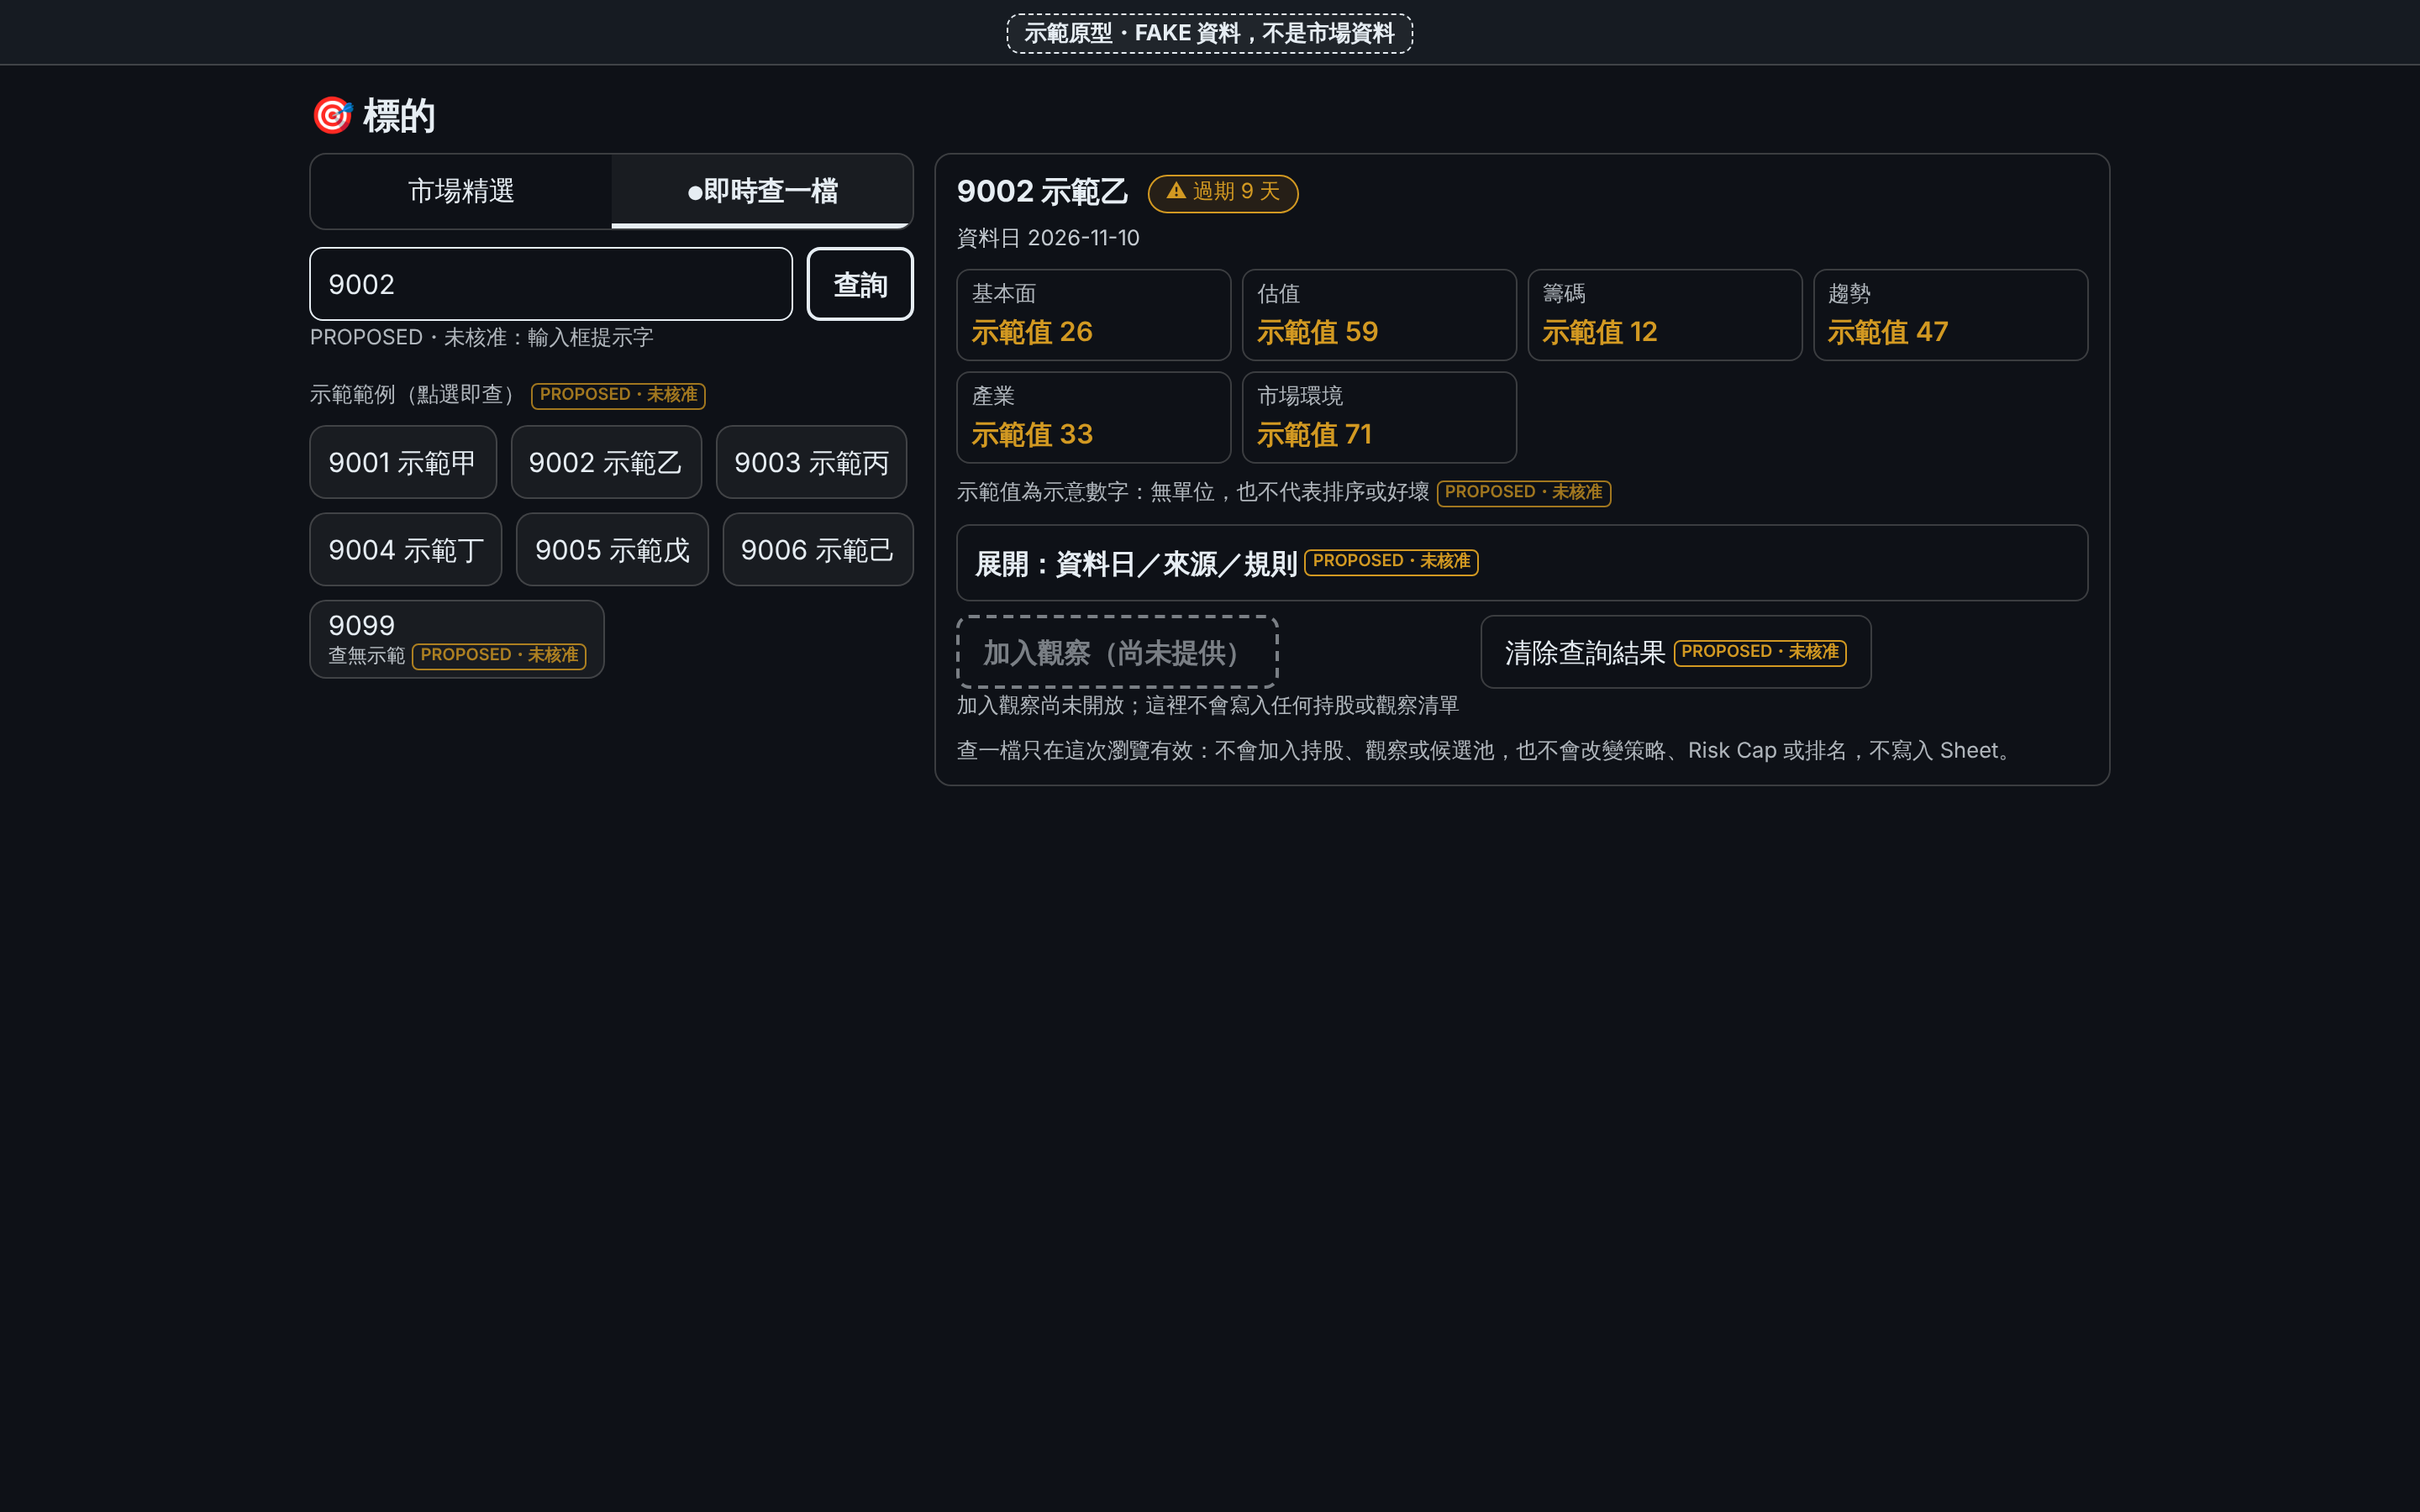 示範原型・FAKE 資料，不是市場資料
🎯 標的
市場精選
●即時查一檔
9002
查詢
PROPOSED・未核准：輸入框提示字
示範範例（點選即查） PROPOSED・未核准
9001 示範甲
9002 示範乙
9003 示範丙
9004 示範丁
9005 示範戊
9006 示範己
9099
查無示範 PROPOSED・未核准
9002 示範乙 ⚠ 過期 9 天
資料日 2026-11-10
基本面
示範值 26
估值
示範值 59
籌碼
示範值 12
趨勢
示範值 47
產業
示範值 33
市場環境
示範值 71
示範值為示意數字：無單位，也不代表排序或好壞 PROPOSED・未核准
展開：資料日／來源／規則 PROPOSED・未核准
加入觀察（尚未提供）
清除查詢結果 PROPOSED・未核准
加入觀察尚未開放；這裡不會寫入任何持股或觀察清單
查一檔只在這次瀏覽有效：不會加入持股、觀察或候選池，也不會改變策略、Risk Cap 或排名，不寫入 Sheet。